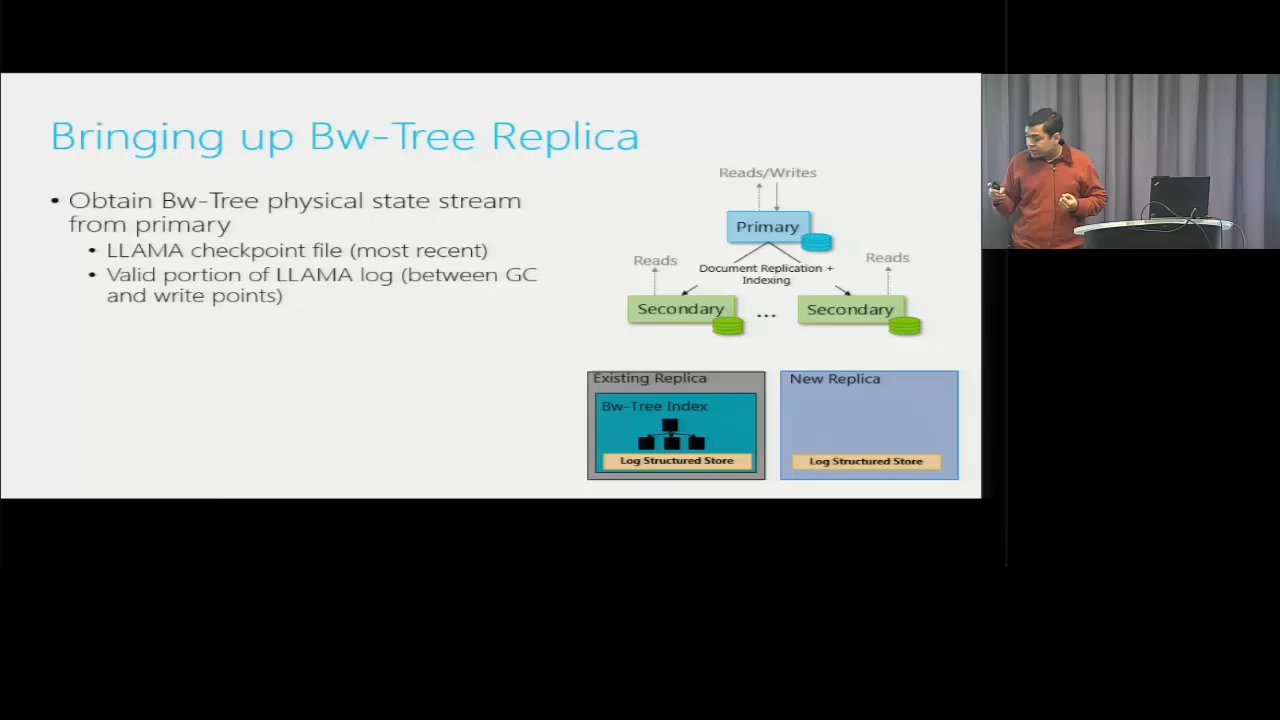 Bringing up Bw-Tree Replica
• Obtain Bw-Tree physical state stream
from primary
• LLAMA checkpoint file (most recent)
• Valid portion of LLAMA log (between GC
and write points)
Reads/Writes
Primary
Reads
Document Replication +
Indexing
Reads
Secondary
...
Secondary
Existing Replica
Bw-Tree Index
Log Structured Store
New Replica
Log Structured Store